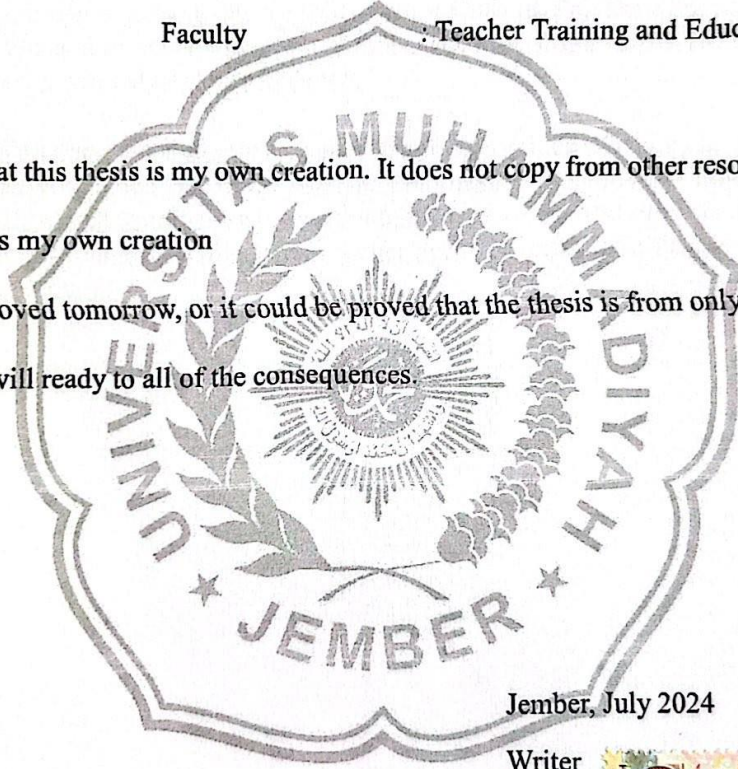 Faculty : Teacher Training and Educ
at this thesis is my own creation. It does not copy from other reso
s my own creation
oved tomorrow, or it could be proved that the thesis is from only
will ready to all of the consequences.
UNIVERSITAS MUHAMMADIYAH
JEMBER
Jember, July 2024
Writer